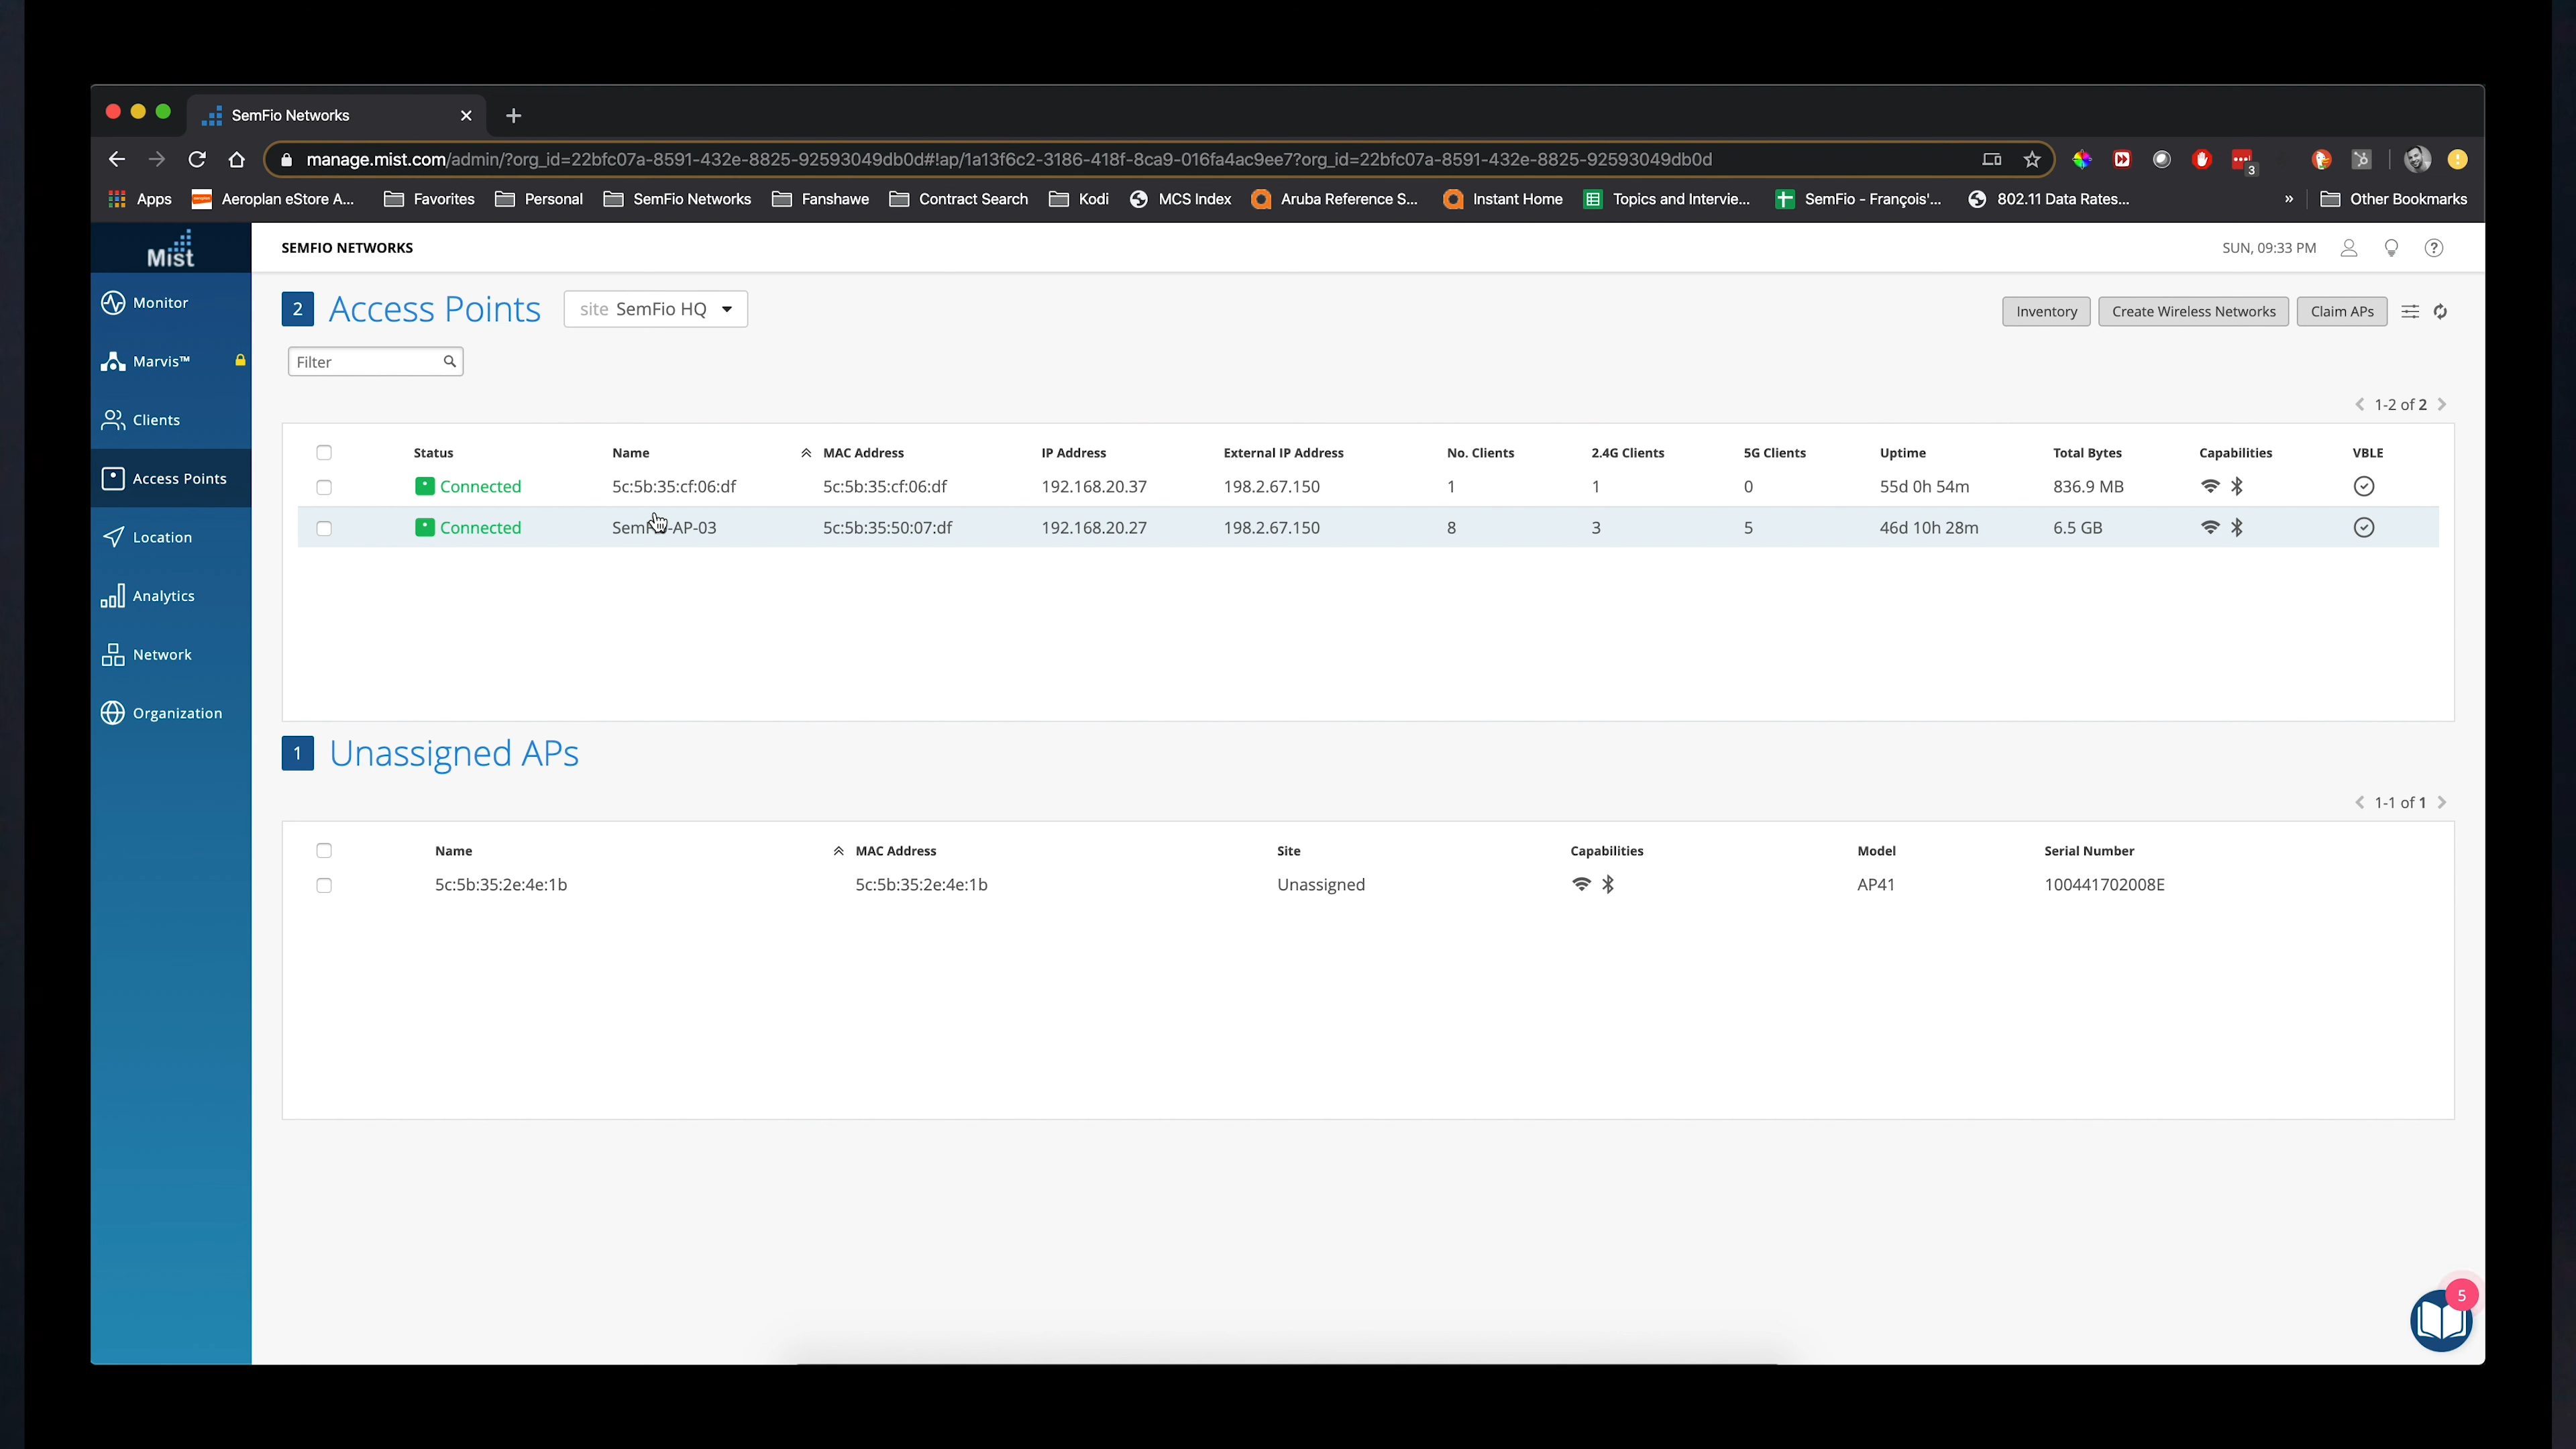 SemFio Networks
manage.mist.com/admin/?org_id=22bfc07a-8591-432e-8825-92593049db0d#!ap/1a13f6c2-3186-418f-8ca9-016fa4ac9ee7?org_id=22bfc07a-8591-432e-8825-92593049db0d
3
Apps Aeroplan eStore A... Favorites Personal SemFio Networks Fanshawe Contract Search Kodi MCS Index Aruba Reference S... Instant Home Topics and Intervie... SemFio - François'... 802.11 Data Rates... » Other Bookmarks
Mist
SEMFIO NETWORKS
SUN, 09:33 PM
Monitor
Marvis™
Clients
Access Points
Location
Analytics
Network
Organization
2 Access Points site SemFio HQ
Inventory Create Wireless Networks Claim APs
Filter
1-2 of 2
Status Name MAC Address IP Address External IP Address No. Clients 2.4G Clients 5G Clients Uptime Total Bytes Capabilities VBLE
Connected 5c:5b:35:cf:06:df 5c:5b:35:cf:06:df 192.168.20.37 198.2.67.150 1 1 0 55d 0h 54m 836.9 MB
Connected SemFio-AP-03 5c:5b:35:50:07:df 192.168.20.27 198.2.67.150 8 3 5 46d 10h 28m 6.5 GB
1 Unassigned APs
1-1 of 1
Name MAC Address Site Capabilities Model Serial Number
5c:5b:35:2e:4e:1b 5c:5b:35:2e:4e:1b Unassigned AP41 100441702008E
5